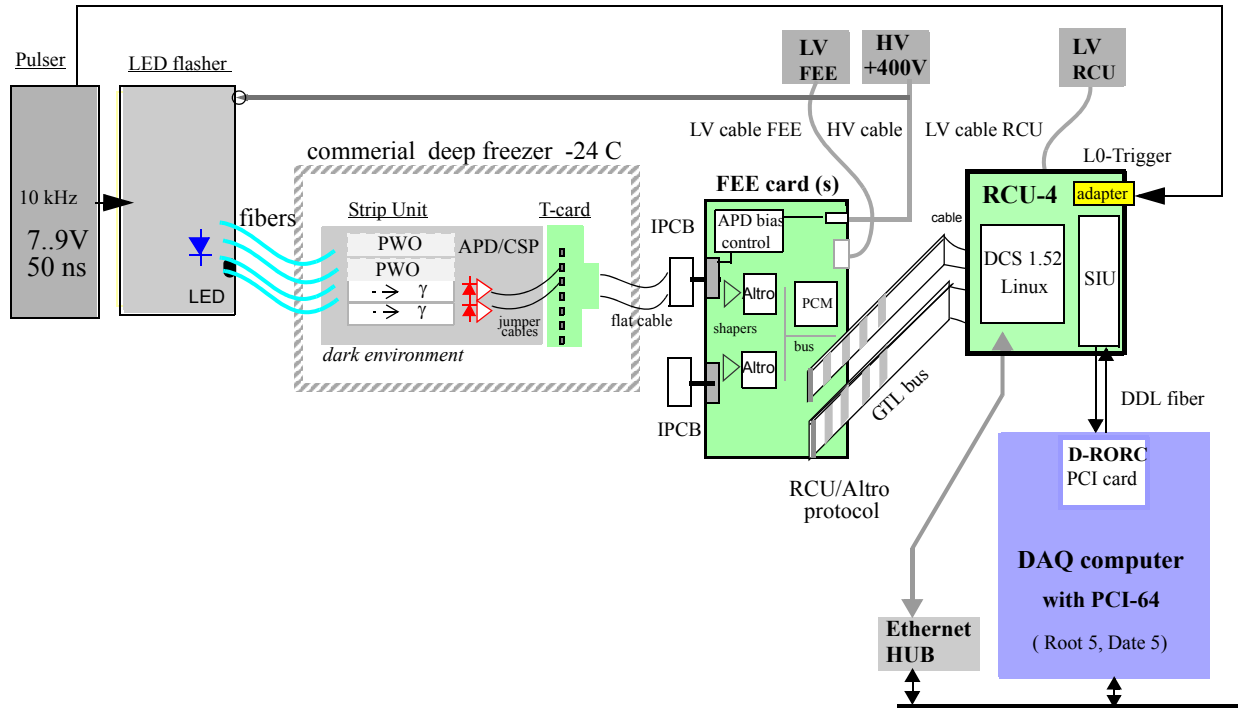 Pulser
LED flasher
LV
FEE
HV
+400V
LV
RCU
LV cable FEE
HV cable
LV cable RCU
L0-Trigger
commerial deep freezer -24 C
10 kHz
7..9V
50 ns
fibers
LED
Strip Unit
T-card
PWO
PWO
APD/CSP
γ
γ
jumper
cables
dark environment
flat cable
IPCB
IPCB
FEE card (s)
APD bias
control
Altro
PCM
shapers
bus
Altro
GTL bus
RCU/Altro
protocol
cable
RCU-4
adapter
DCS 1.52
Linux
SIU
DDL fiber
D-RORC
PCI card
DAQ computer
with PCI-64
( Root 5, Date 5)
Ethernet
HUB